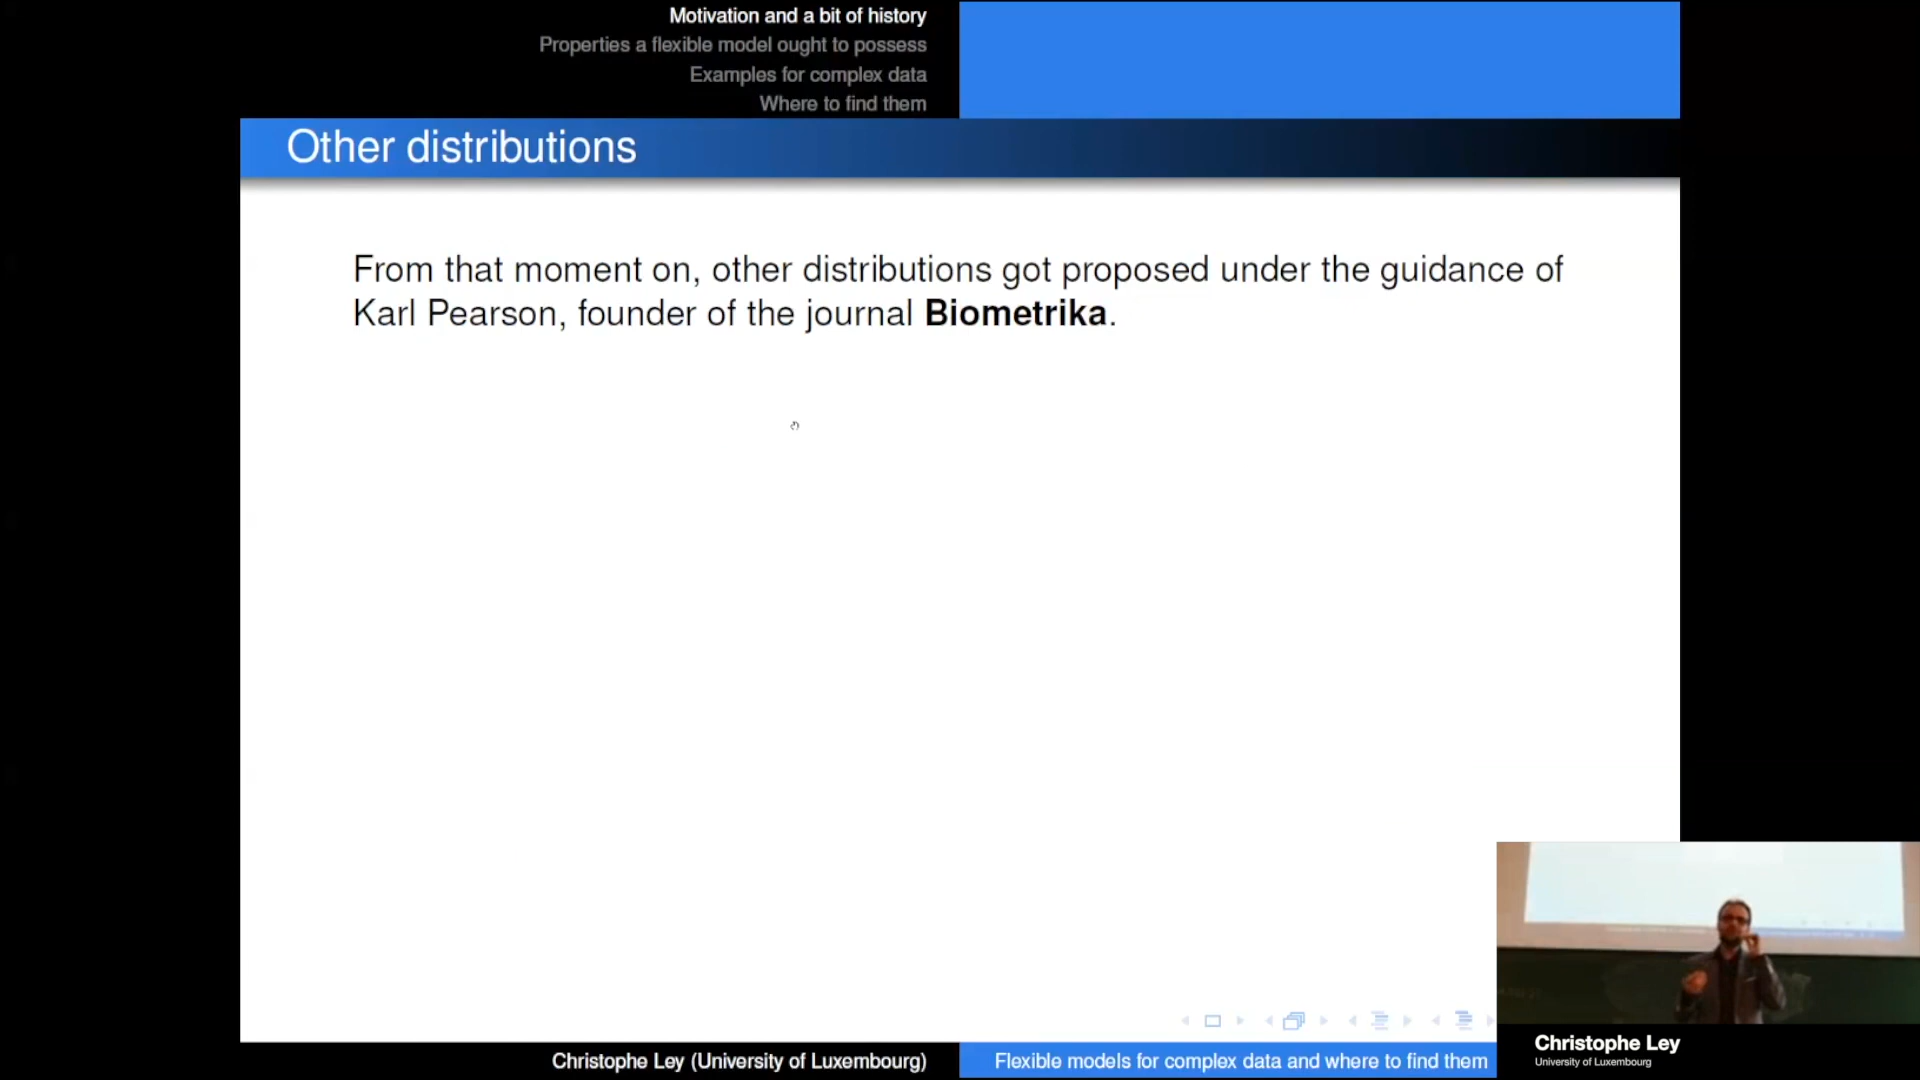 Motivation and a bit of history
Properties a flexible model ought to possess
Examples for complex data
Where to find them
Other distributions
From that moment on, other distributions got proposed under the guidance of
Karl Pearson, founder of the journal Biometrika.
Christophe Ley (University of Luxembourg)
Flexible models for complex data and where to find them
Christophe Ley
University of Luxembourg